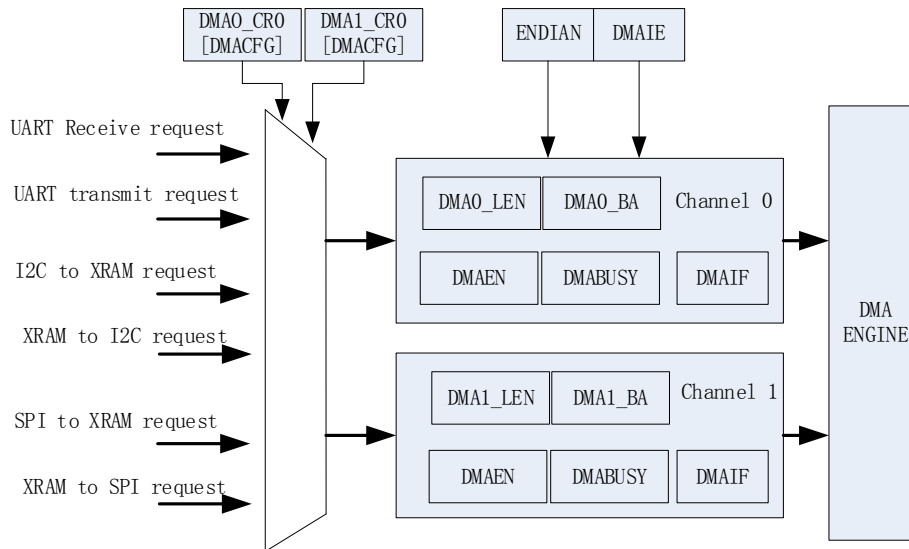 DMA0_CR0
[DMACFG]
DMA1_CR0
[DMACFG]
ENDIAN
DMAIE
UART Receive request
UART transmit request
I2C to XRAM request
XRAM to I2C request
SPI to XRAM request
XRAM to SPI request
DMA0_LEN
DMA0_BA
Channel 0
DMAEN
DMABUSY
DMAIF
DMA1_LEN
DMA1_BA
Channel 1
DMAEN
DMABUSY
DMAIF
DMA
ENGINE